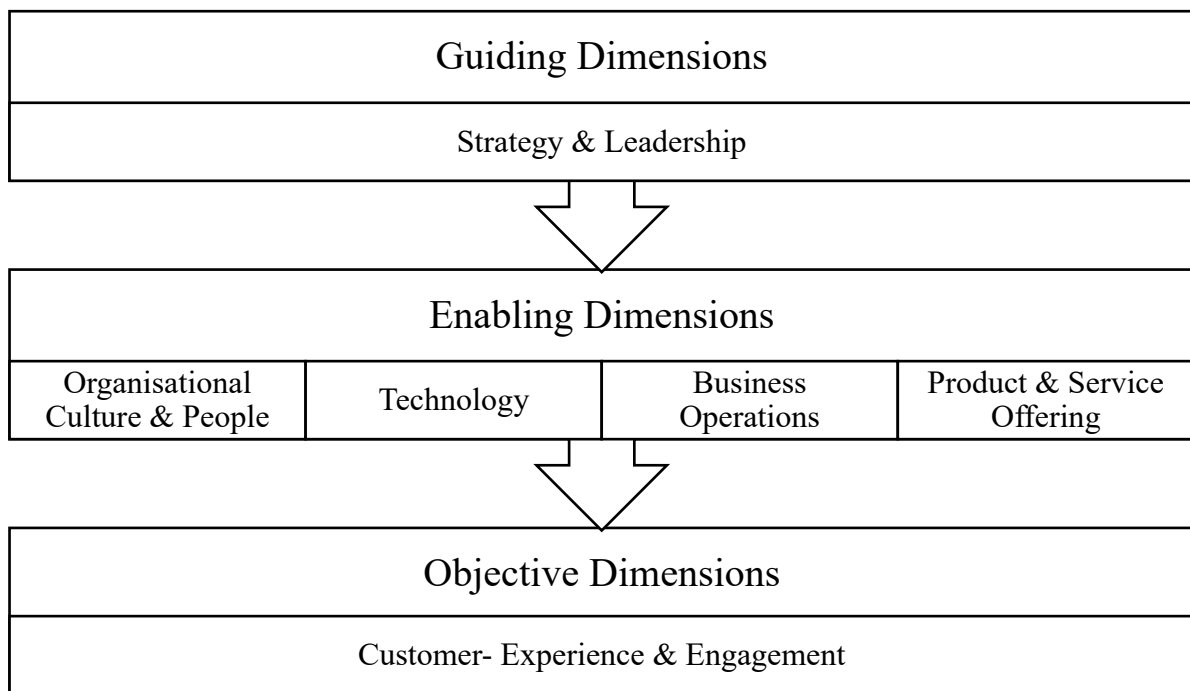 Guiding Dimensions
Strategy & Leadership
Enabling Dimensions
Organisational
Culture & People
Technology
Business
Operations
Product & Service
Offering
Objective Dimensions
Customer- Experience & Engagement